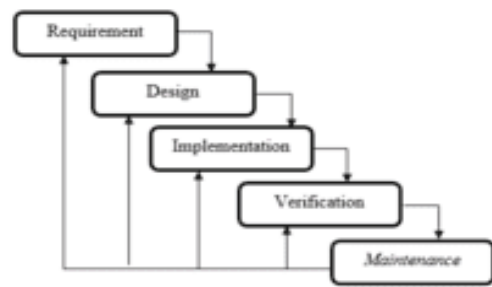 Requirement
Design
Implementation
Verification
Maintenance